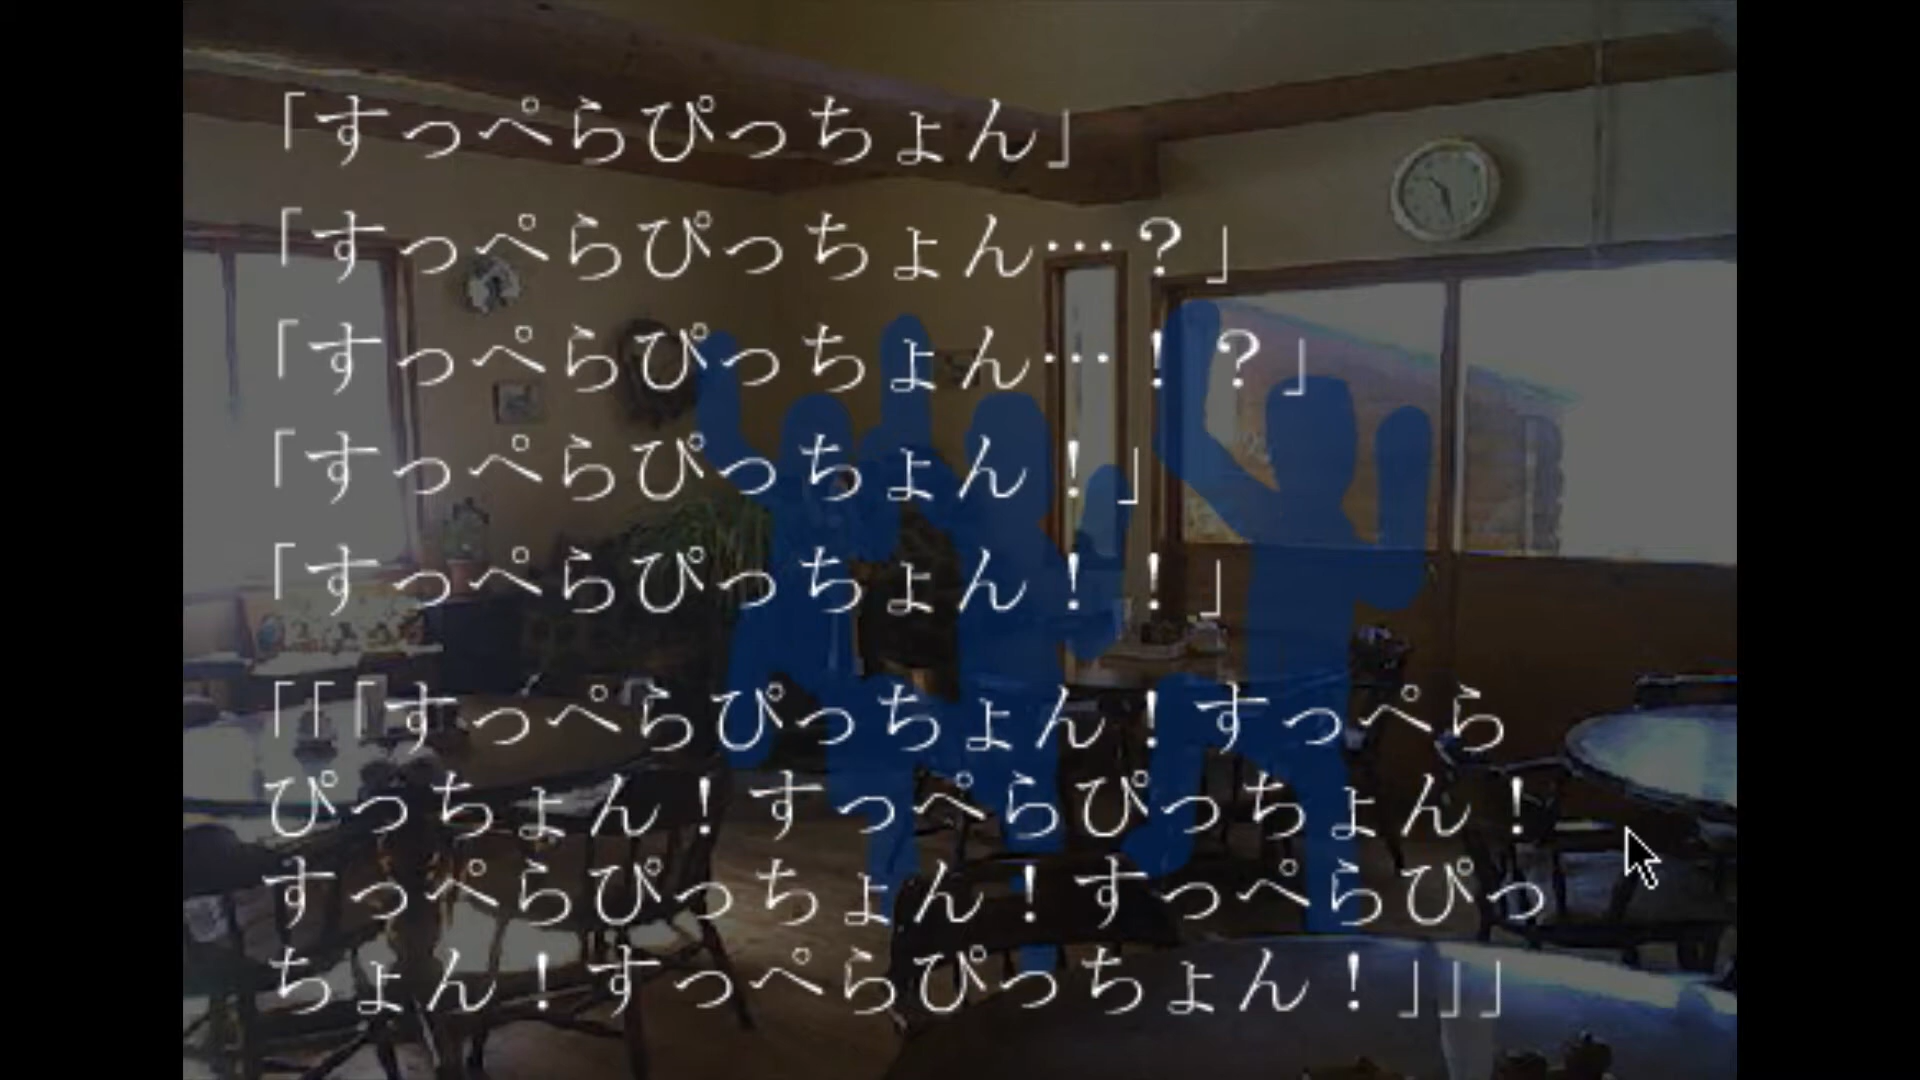 「すっぺらぴっちょん」
「すっぺらぴっちょん…？」
「すっぺらぴっちょん…！？」
「すっぺらぴっちょん！」
「すっぺらぴっちょん！！」
「「「すっぺらぴっちょん！すっぺら
ぴっちょん！すっぺらぴっちょん！
すっぺらぴっちょん！すっぺらぴっ
ちょん！すっぺらぴっちょん！」」」